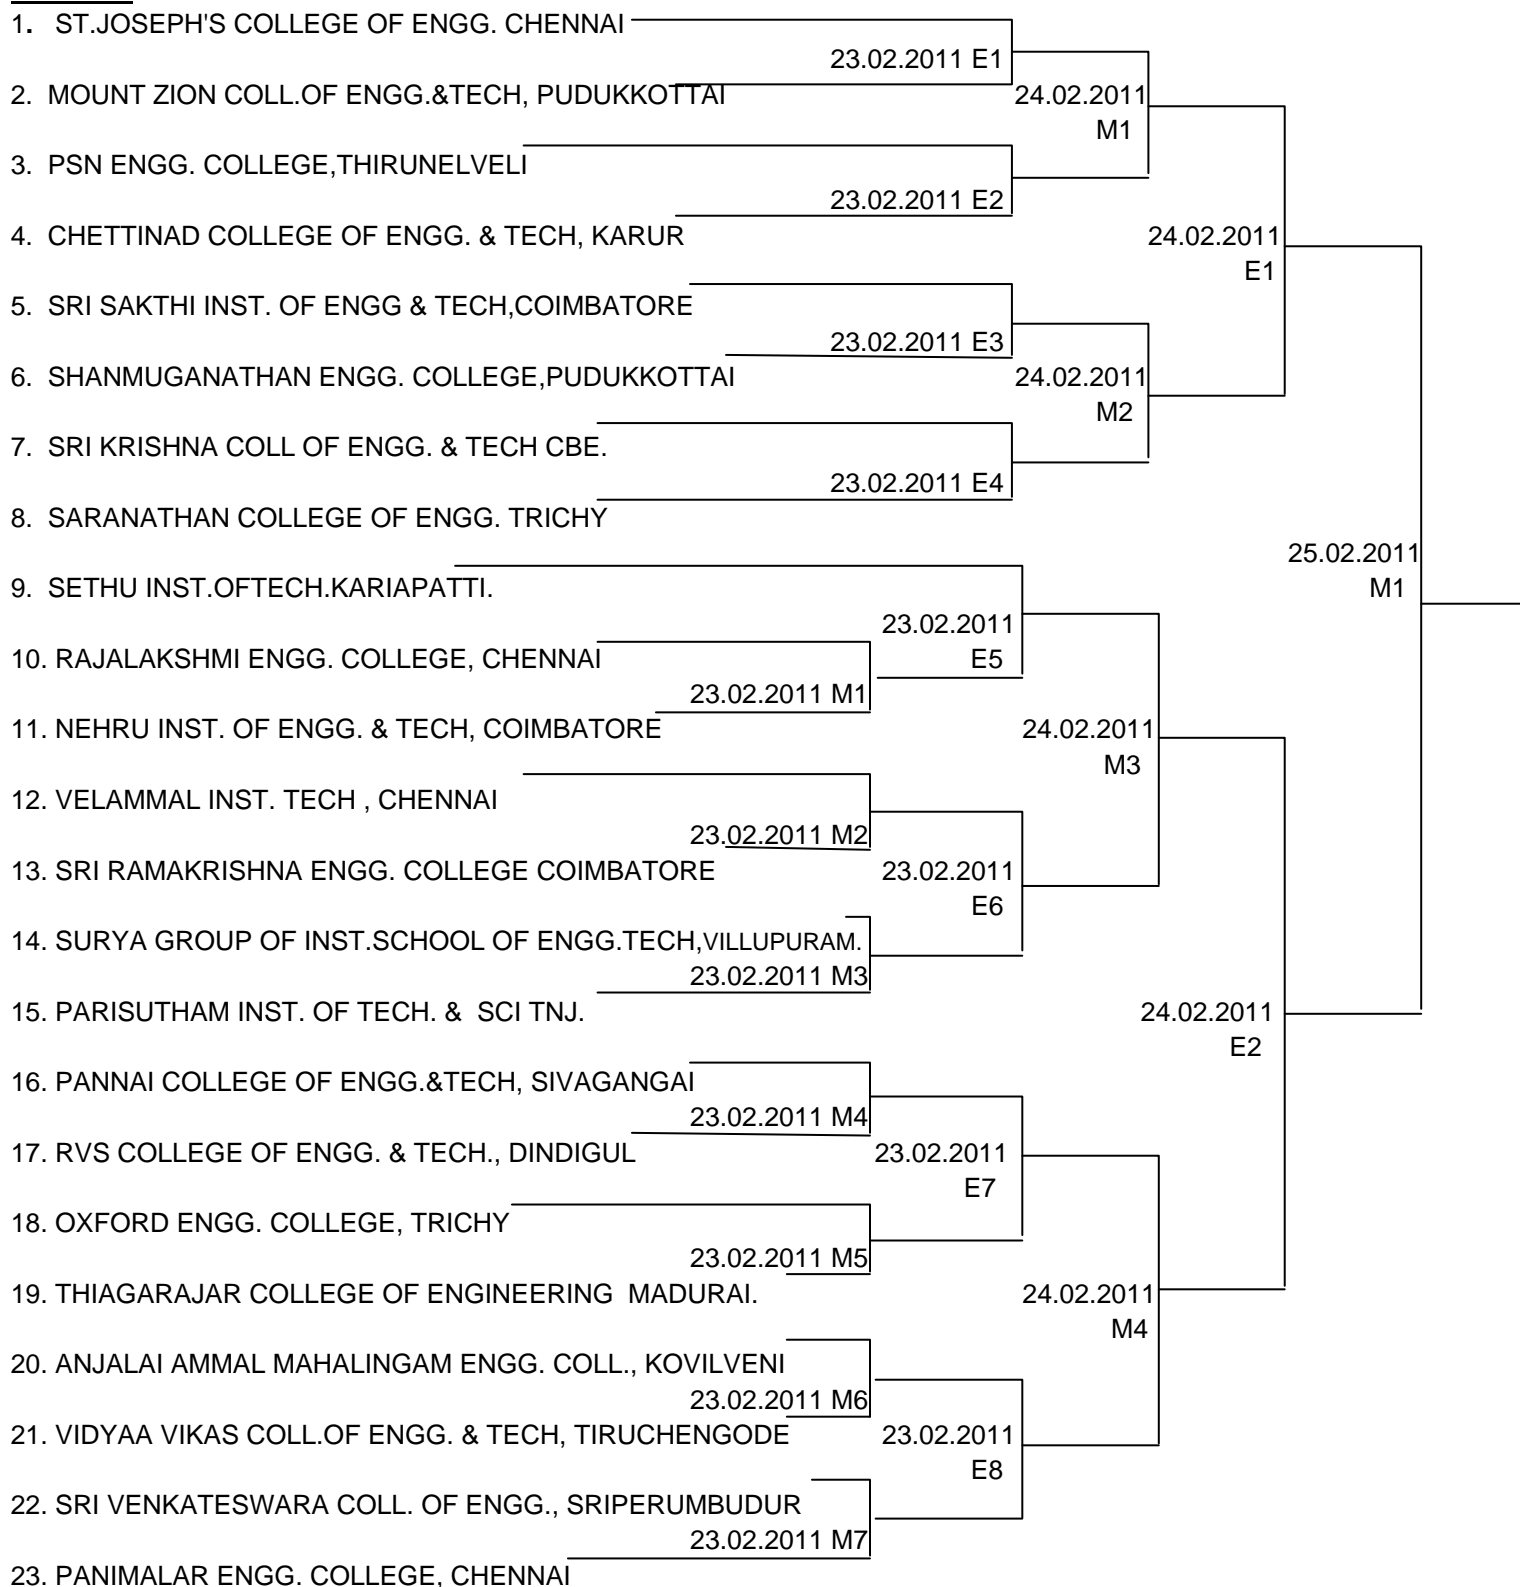 1. ST.JOSEPH'S COLLEGE OF ENGG. CHENNAI
23.02.2011 E1
2. MOUNT ZION COLL.OF ENGG.&TECH, PUDUKKOTTAI
24.02.2011
M1
3. PSN ENGG. COLLEGE,THIRUNELVELI
23.02.2011 E2
4. CHETTINAD COLLEGE OF ENGG. & TECH, KARUR
24.02.2011
E1
5. SRI SAKTHI INST. OF ENGG & TECH,COIMBATORE
23.02.2011 E3
6. SHANMUGANATHAN ENGG. COLLEGE,PUDUKKOTTAI
24.02.2011
M2
7. SRI KRISHNA COLL OF ENGG. & TECH CBE.
23.02.2011 E4
8. SARANATHAN COLLEGE OF ENGG. TRICHY
25.02.2011
M1
9. SETHU INST.OFTECH.KARIAPATTI.
23.02.2011
E5
10. RAJALAKSHMI ENGG. COLLEGE, CHENNAI
23.02.2011 M1
11. NEHRU INST. OF ENGG. & TECH, COIMBATORE
24.02.2011
M3
12. VELAMMAL INST. TECH , CHENNAI
23.02.2011 M2
13. SRI RAMAKRISHNA ENGG. COLLEGE COIMBATORE
23.02.2011
E6
14. SURYA GROUP OF INST.SCHOOL OF ENGG.TECH,VILLUPURAM.
23.02.2011 M3
15. PARISUTHAM INST. OF TECH. & SCI TNJ.
24.02.2011
E2
16. PANNAI COLLEGE OF ENGG.&TECH, SIVAGANGAI
23.02.2011 M4
17. RVS COLLEGE OF ENGG. & TECH., DINDIGUL
23.02.2011
E7
18. OXFORD ENGG. COLLEGE, TRICHY
23.02.2011 M5
19. THIAGARAJAR COLLEGE OF ENGINEERING MADURAI.
24.02.2011
M4
20. ANJALAI AMMAL MAHALINGAM ENGG. COLL., KOVILVENI
23.02.2011 M6
21. VIDYAA VIKAS COLL.OF ENGG. & TECH, TIRUCHENGODE
23.02.2011
E8
22. SRI VENKATESWARA COLL. OF ENGG., SRIPERUMBUDUR
23.02.2011 M7
23. PANIMALAR ENGG. COLLEGE, CHENNAI